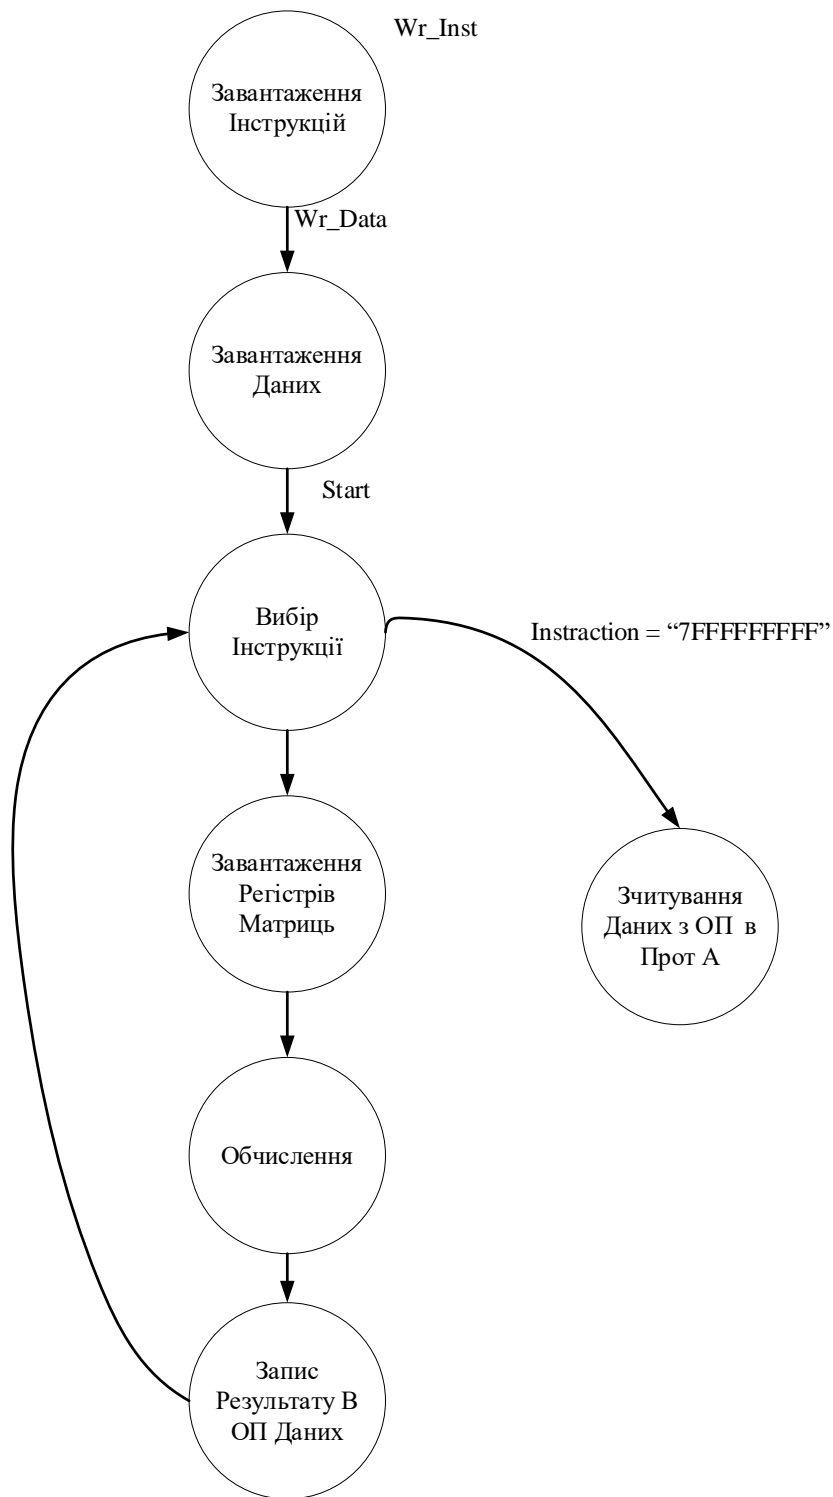 Wr_Inst
Завантаження
Інструкцій
Wr_Data
Завантаження
Даних
Start
Вибір
Інструкції
Instraction = “7FFFFFFFFF”
Завантаження
Регістрів
Матриць
Зчитування
Даних з ОП в
Прот А
Обчислення
Запис
Результату В
ОП Даних